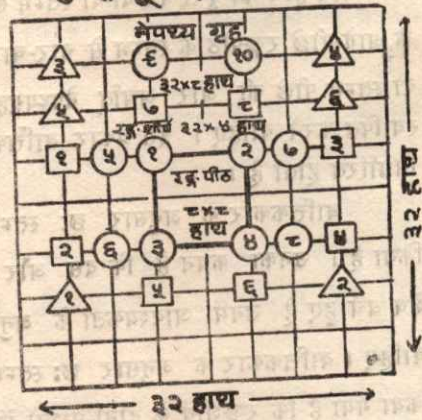 नेपथ्य गृह
३ ९ १० ४
३२×८ हाथ
५ ७ ८ ६
३२×४ हाथ
१ ५ १ २ ७ ३
रङ्ग-पीठ
८×८
हाथ
२ ६ ३ ४ ८ ४
१ ५ ६ २
३२ हाथ
३२ हाथ